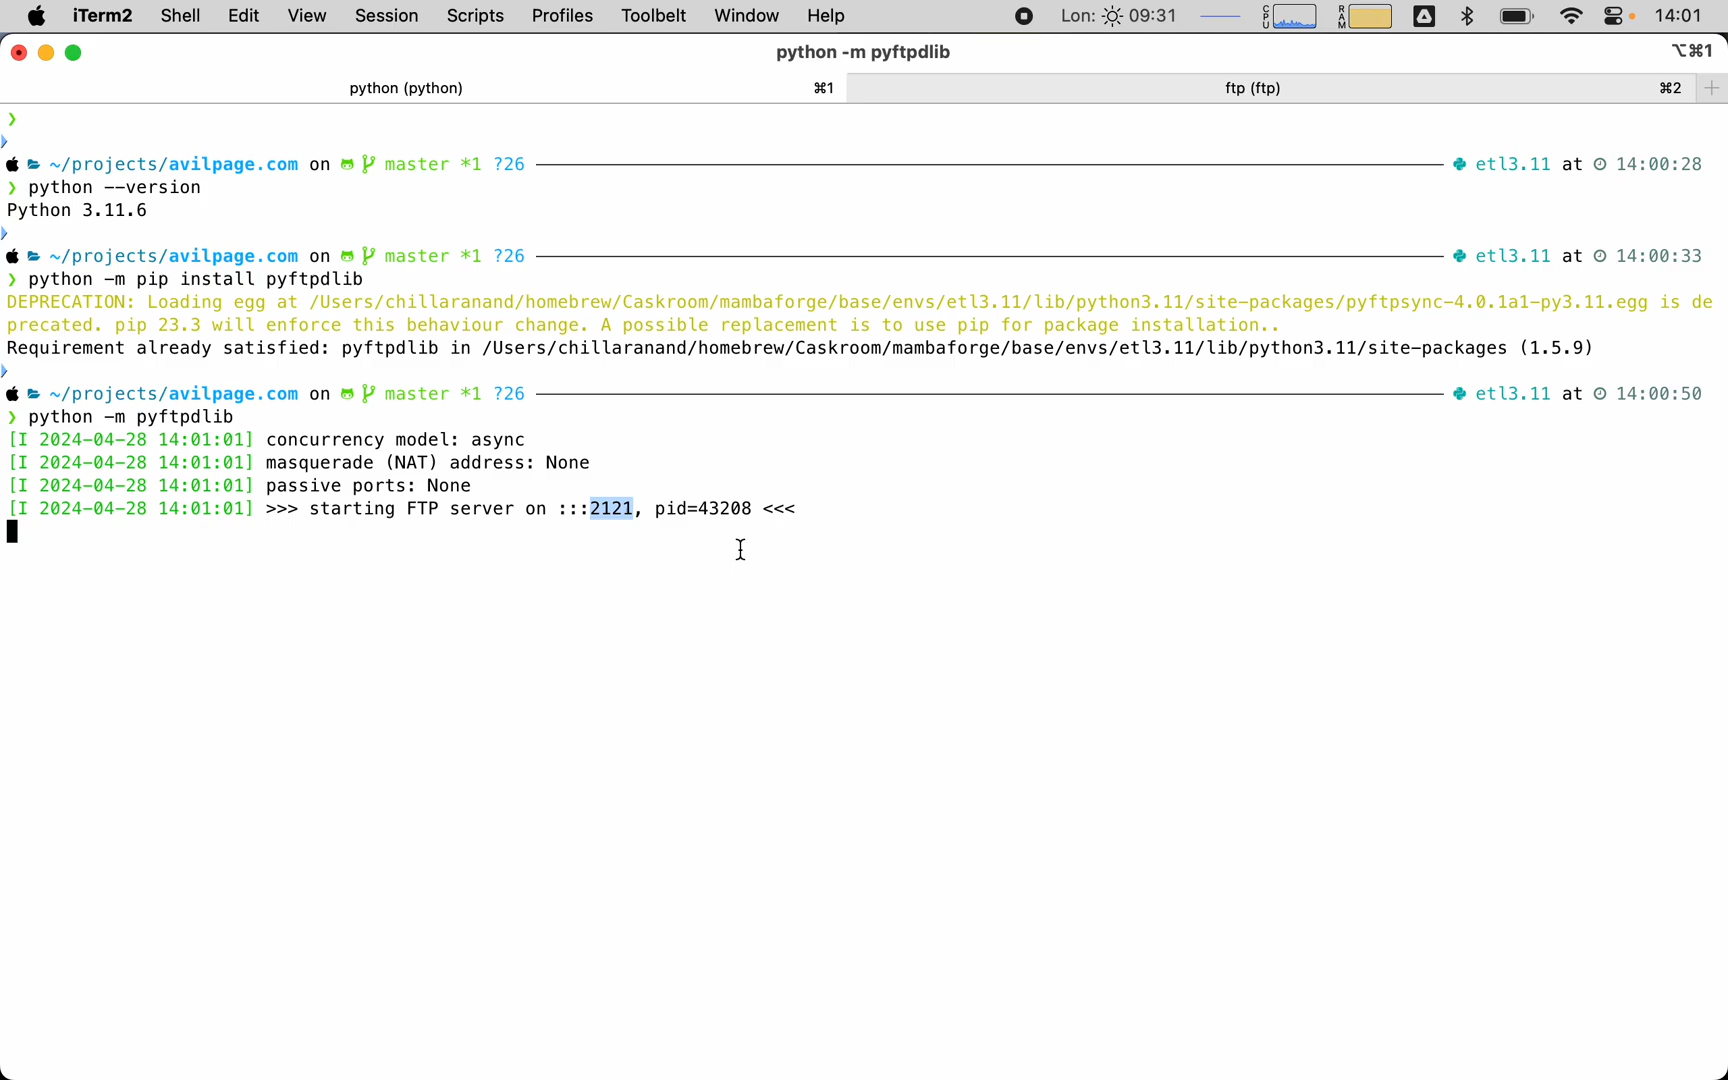 iTerm2 Shell Edit View Session Scripts Profiles Toolbelt Window Help Lon: 09:31 CPU RAM 14:01
python -m pyftpdlib ⌥⌘1
python (python) ⌘1 ftp (ftp) ⌘2 +
❯
~/projects/avilpage.com on master *1 ?26 etl3.11 at 14:00:28
❯ python --version
Python 3.11.6
~/projects/avilpage.com on master *1 ?26 etl3.11 at 14:00:33
❯ python -m pip install pyftpdlib
DEPRECATION: Loading egg at /Users/chillaranand/homebrew/Caskroom/mambaforge/base/envs/etl3.11/lib/python3.11/site-packages/pyftpsync-4.0.1a1-py3.11.egg is de
precated. pip 23.3 will enforce this behaviour change. A possible replacement is to use pip for package installation..
Requirement already satisfied: pyftpdlib in /Users/chillaranand/homebrew/Caskroom/mambaforge/base/envs/etl3.11/lib/python3.11/site-packages (1.5.9)
~/projects/avilpage.com on master *1 ?26 etl3.11 at 14:00:50
❯ python -m pyftpdlib
[I 2024-04-28 14:01:01] concurrency model: async
[I 2024-04-28 14:01:01] masquerade (NAT) address: None
[I 2024-04-28 14:01:01] passive ports: None
[I 2024-04-28 14:01:01] >>> starting FTP server on :::2121, pid=43208 <<<